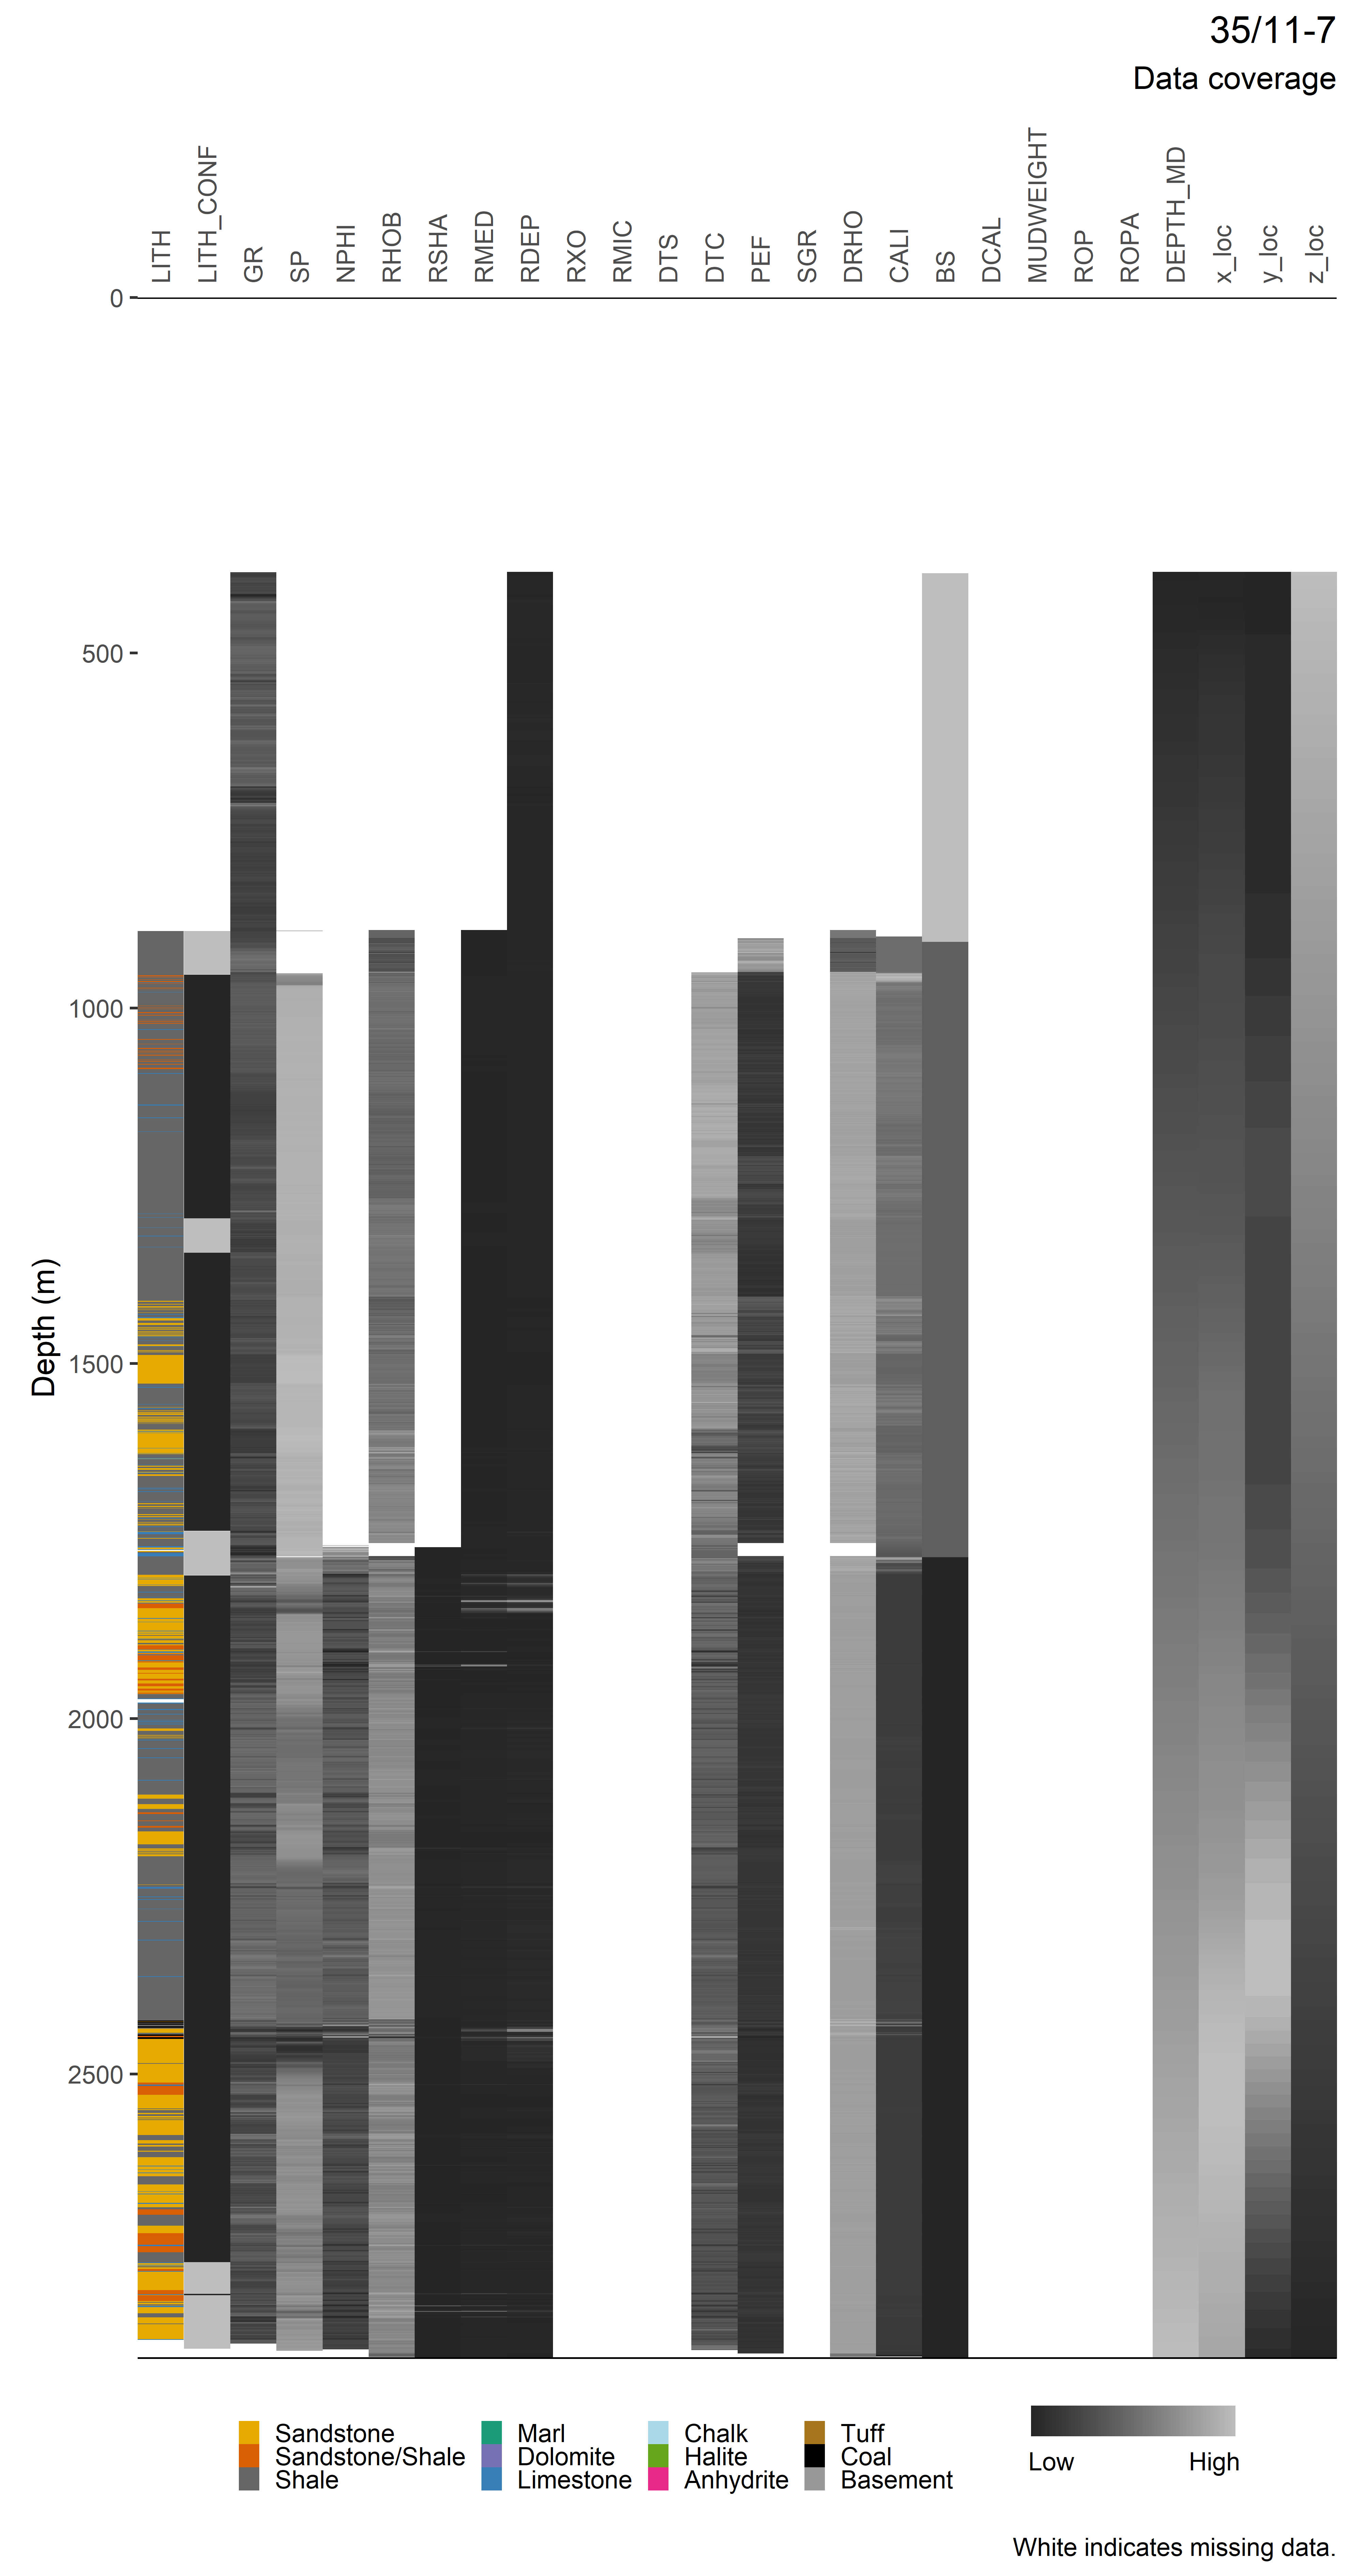 35/11-7
Data coverage
LITH
LITH_CONF
GR
SP
NPHI
RHOB
RSHA
RMED
RDEP
RXO
RMIC
DTS
DTC
PEF
SGR
DRHO
CALI
BS
DCAL
MUDWEIGHT
ROP
ROPA
DEPTH_MD
x_loc
y_loc
z_loc
0
500
1000
1500
2000
2500
Depth (m)
Sandstone
Sandstone/Shale
Shale
Marl
Dolomite
Limestone
Chalk
Halite
Anhydrite
Tuff
Coal
Basement
Low High
White indicates missing data.